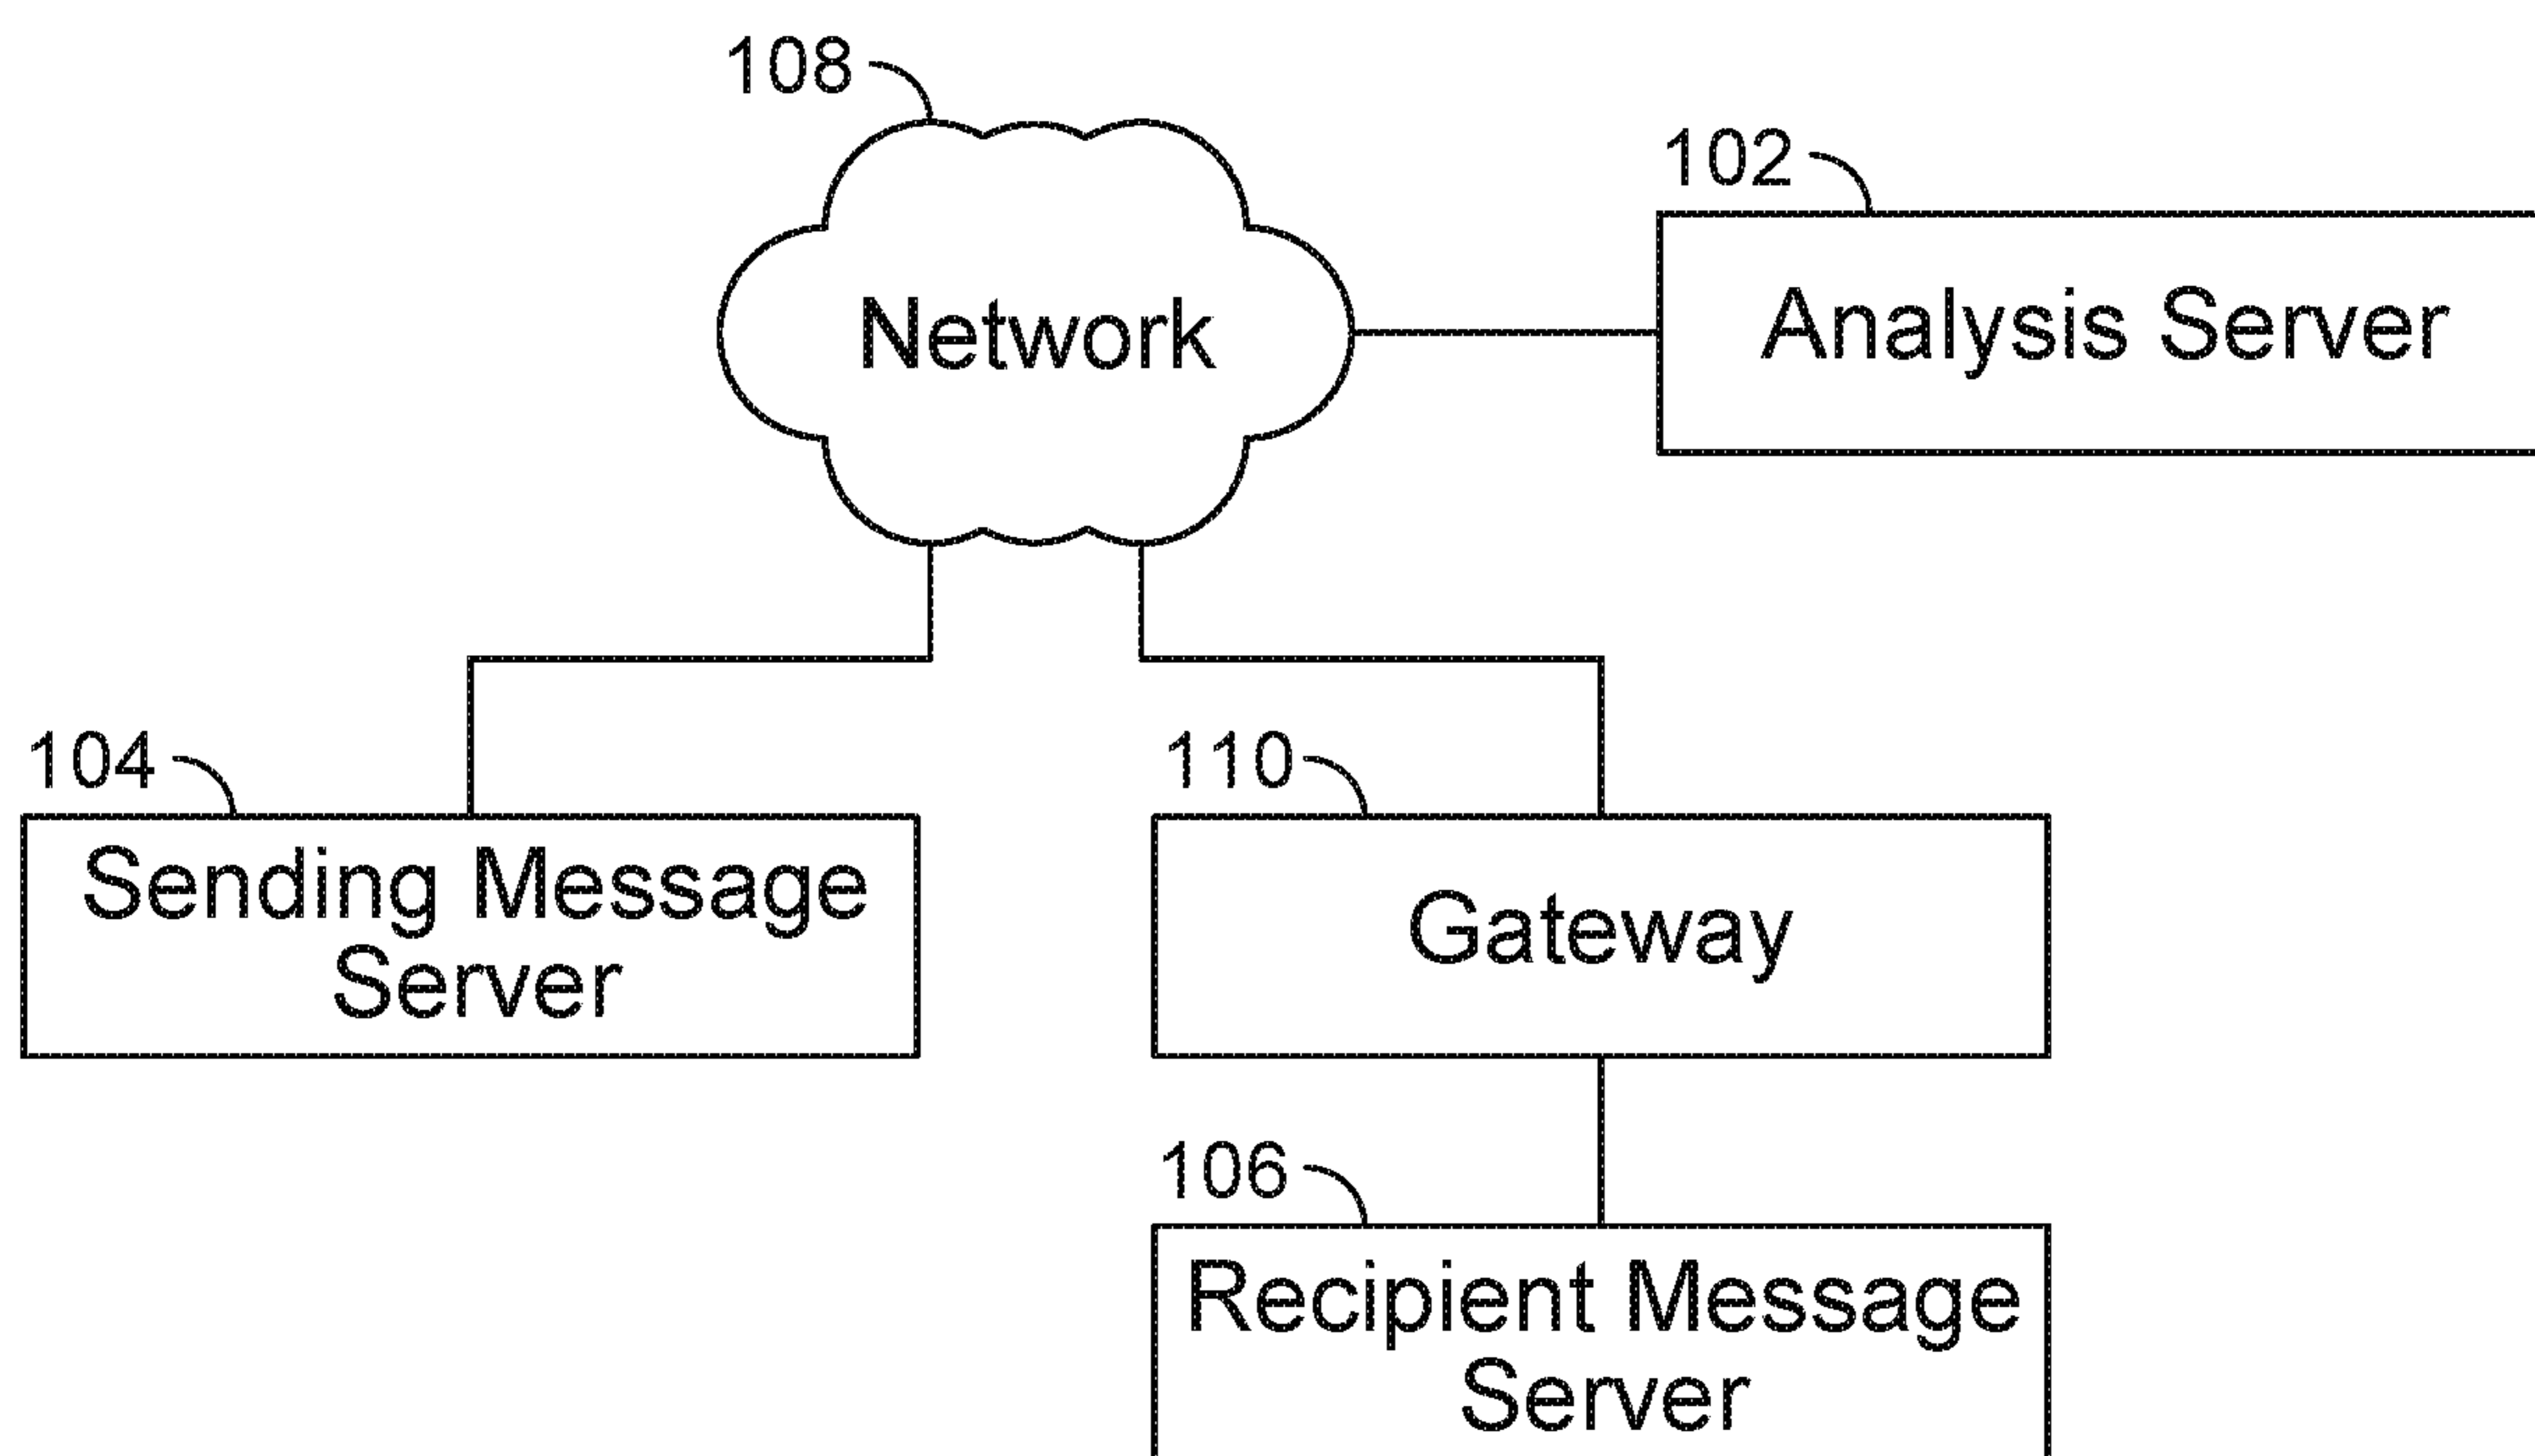 108
Network
102
Analysis Server
104
Sending Message
Server
110
Gateway
106
Recipient Message
Server